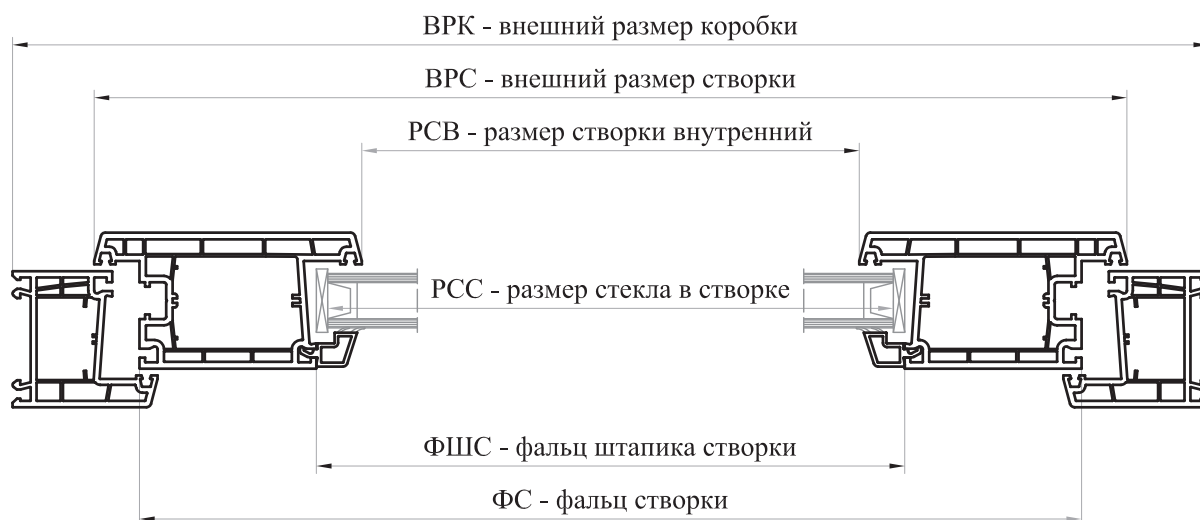 ВРК - внешний размер коробки
ВРС - внешний размер створки
РСВ - размер створки внутренний
РСС - размер стекла в створке
ФШС - фальц штапика створки
ФС - фальц створки